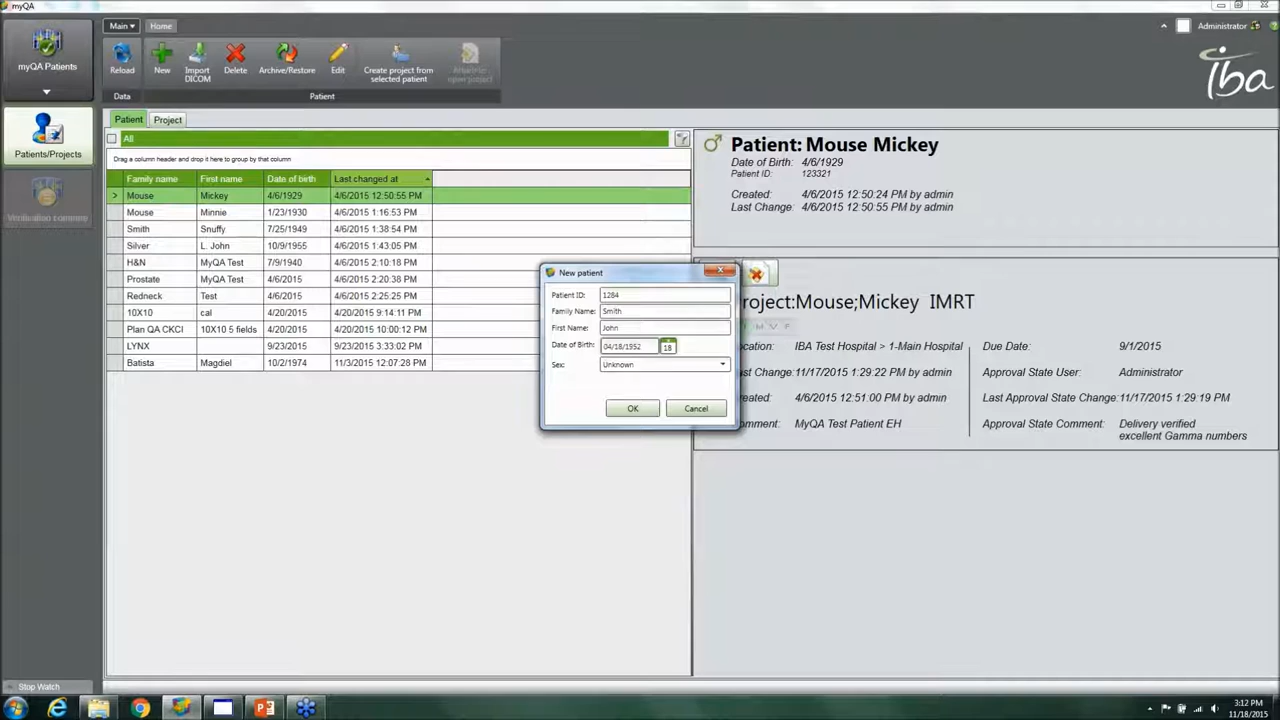 myQA
Main
Home
Administrator
myQA Patients
Reload
New
Import DICOM
Delete
Archive/Restore
Edit
Create project from selected patient
Data
Patient
iba
Patients/Projects
Patient
Project
All
Drag a column header and drop it here to group by that column
Family name First name Date of birth Last changed at
Mouse Mickey 4/6/1929 4/6/2015 12:50:55 PM
Mouse Minnie 1/23/1930 4/6/2015 1:16:53 PM
Smith Snuffy 7/25/1949 4/6/2015 1:38:54 PM
Silver L. John 10/9/1955 4/6/2015 1:43:05 PM
H&N MyQA Test 7/9/1940 4/6/2015 2:10:18 PM
Prostate MyQA Test 4/6/2015 4/6/2015 2:20:38 PM
Redneck Test 4/6/2015 4/6/2015 2:25:25 PM
10X10 cal 4/20/2015 4/20/2015 9:14:11 PM
Plan QA CKCI 10X10 5 fields 4/20/2015 4/20/2015 10:00:12 PM
LYNX 9/23/2015 9/23/2015 3:33:02 PM
Batista Magdiel 10/2/1974 11/3/2015 12:07:28 PM
Patient: Mouse Mickey
Date of Birth: 4/6/1929
Patient ID: 123321
Created: 4/6/2015 12:50:24 PM by admin
Last Change: 4/6/2015 12:50:55 PM by admin
New patient
Patient ID: 1284
Family Name: Smith
First Name: John
Date of Birth: 04/18/1952 18
Sex: Unknown
OK Cancel
roject:Mouse;Mickey IMRT
M V F
ocation: IBA Test Hospital > 1-Main Hospital Due Date: 9/1/2015
st Change: 11/17/2015 1:29:22 PM by admin Approval State User: Administrator
eated: 4/6/2015 12:51:00 PM by admin Last Approval State Change: 11/17/2015 1:29:19 PM
omment: MyQA Test Patient EH Approval State Comment: Delivery verified
excellent Gamma numbers
Stop Watch
3:12 PM
11/18/2015